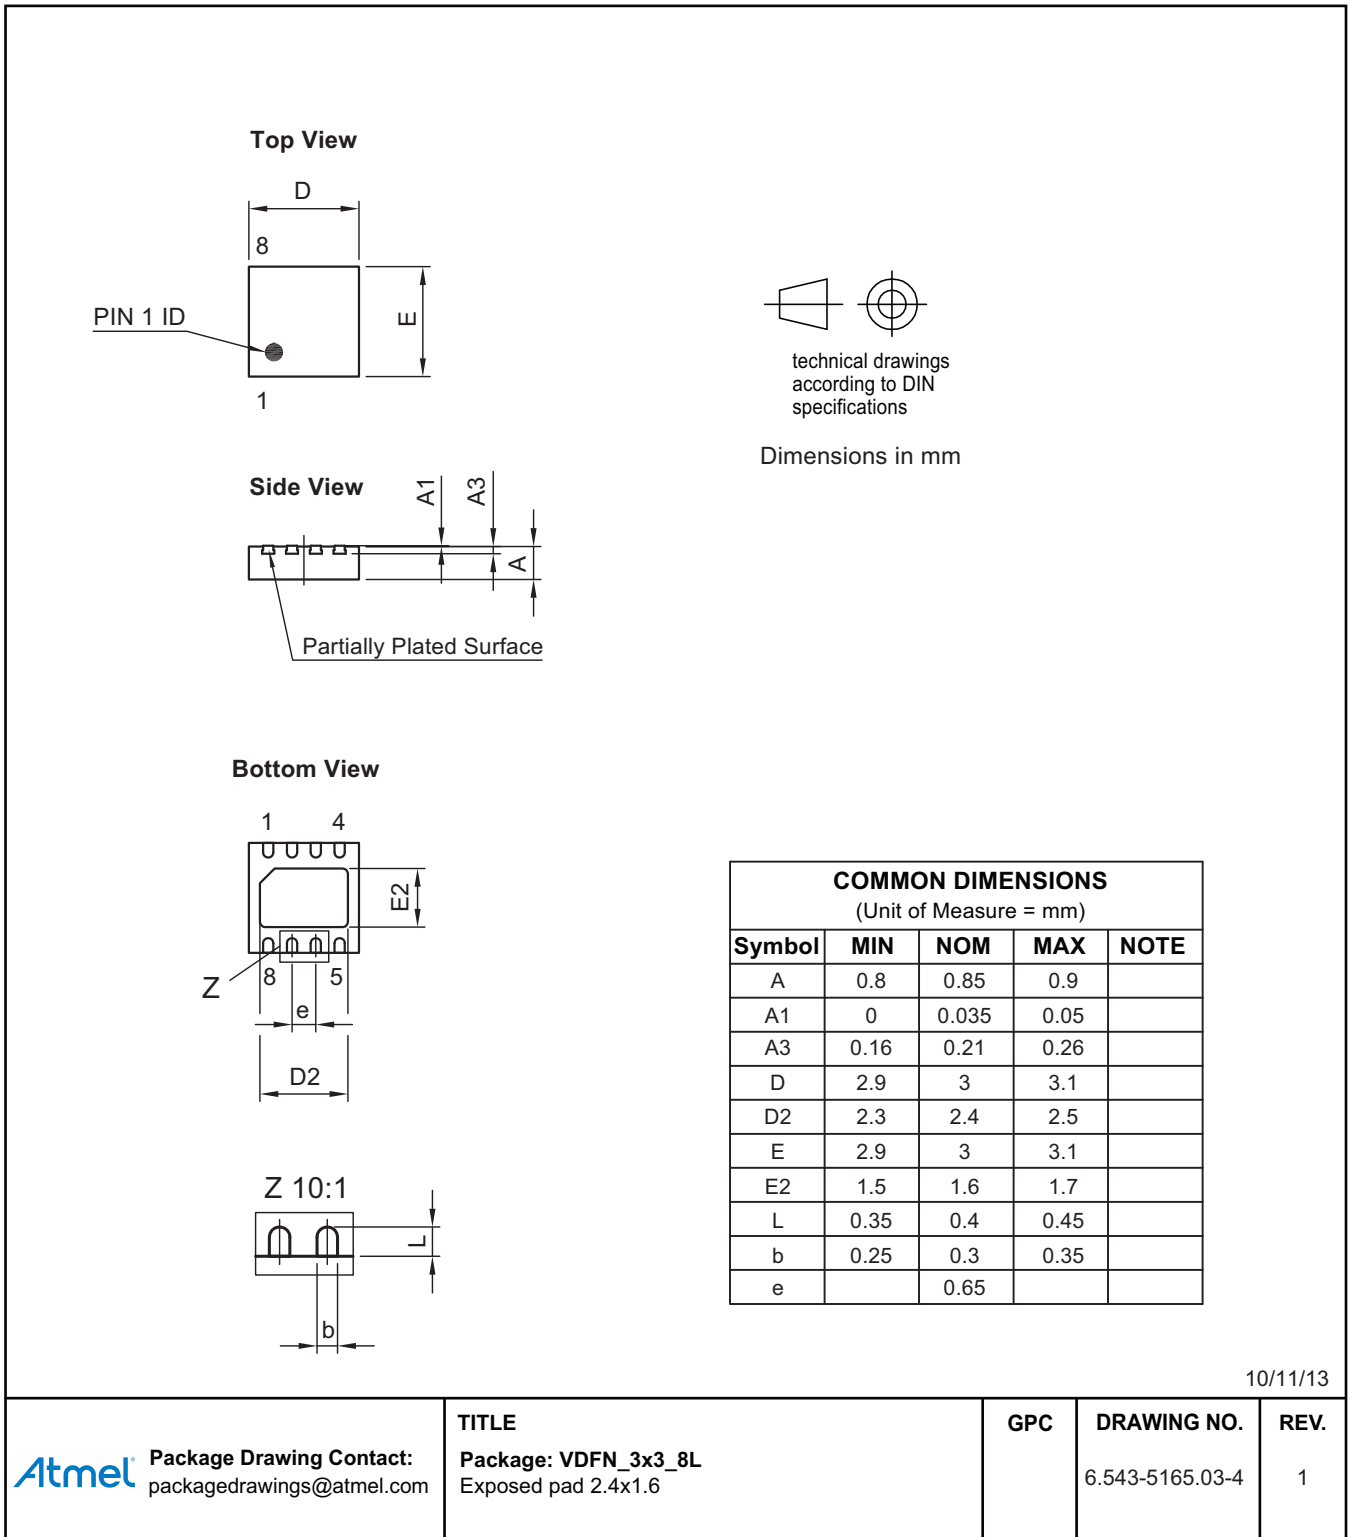 Top View
D
8
PIN 1 ID
E
1
technical drawings
according to DIN
specifications
Dimensions in mm
Side View
A1
A3
A
Partially Plated Surface
Bottom View
1 4
E2
Z
8 5
e
D2
Z 10:1
L
b
COMMON DIMENSIONS
(Unit of Measure = mm)
Symbol MIN NOM MAX NOTE
A 0.8 0.85 0.9
A1 0 0.035 0.05
A3 0.16 0.21 0.26
D 2.9 3 3.1
D2 2.3 2.4 2.5
E 2.9 3 3.1
E2 1.5 1.6 1.7
L 0.35 0.4 0.45
b 0.25 0.3 0.35
e 0.65
10/11/13
Atmel
Package Drawing Contact:
packagedrawings@atmel.com
TITLE
Package: VDFN_3x3_8L
Exposed pad 2.4x1.6
GPC
DRAWING NO.
6.543-5165.03-4
REV.
1